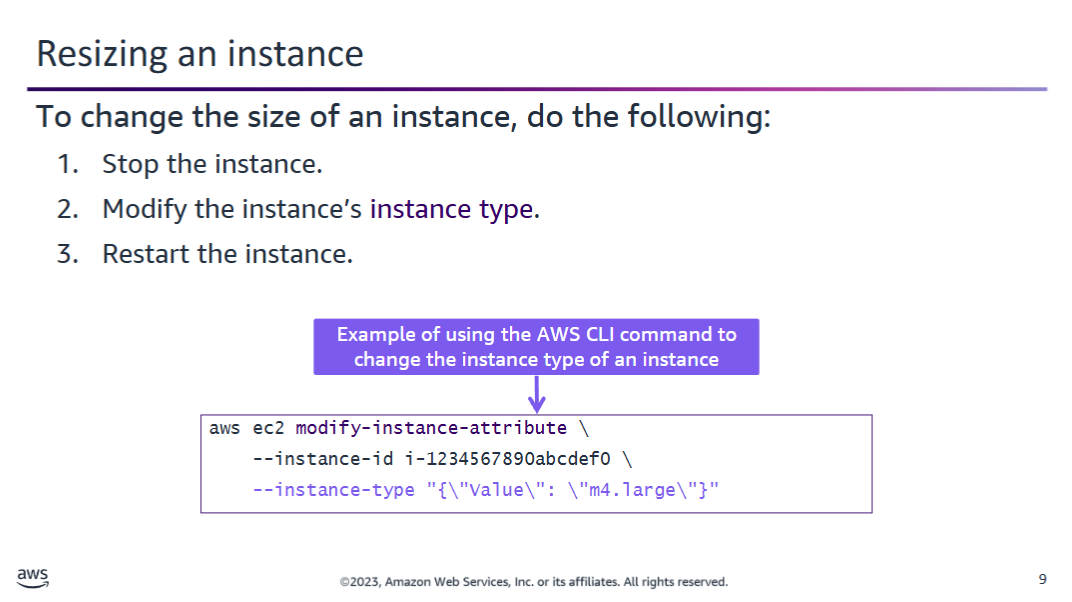 Resizing an instance
To change the size of an instance, do the following:
1. Stop the instance.
2. Modify the instance’s instance type.
3. Restart the instance.
Example of using the AWS CLI command to
change the instance type of an instance
aws ec2 modify-instance-attribute \
--instance-id i-1234567890abcdef0 \
--instance-type "{\"Value\": \"m4.large\"}"
aws
©2023, Amazon Web Services, Inc. or its affiliates. All rights reserved.
9